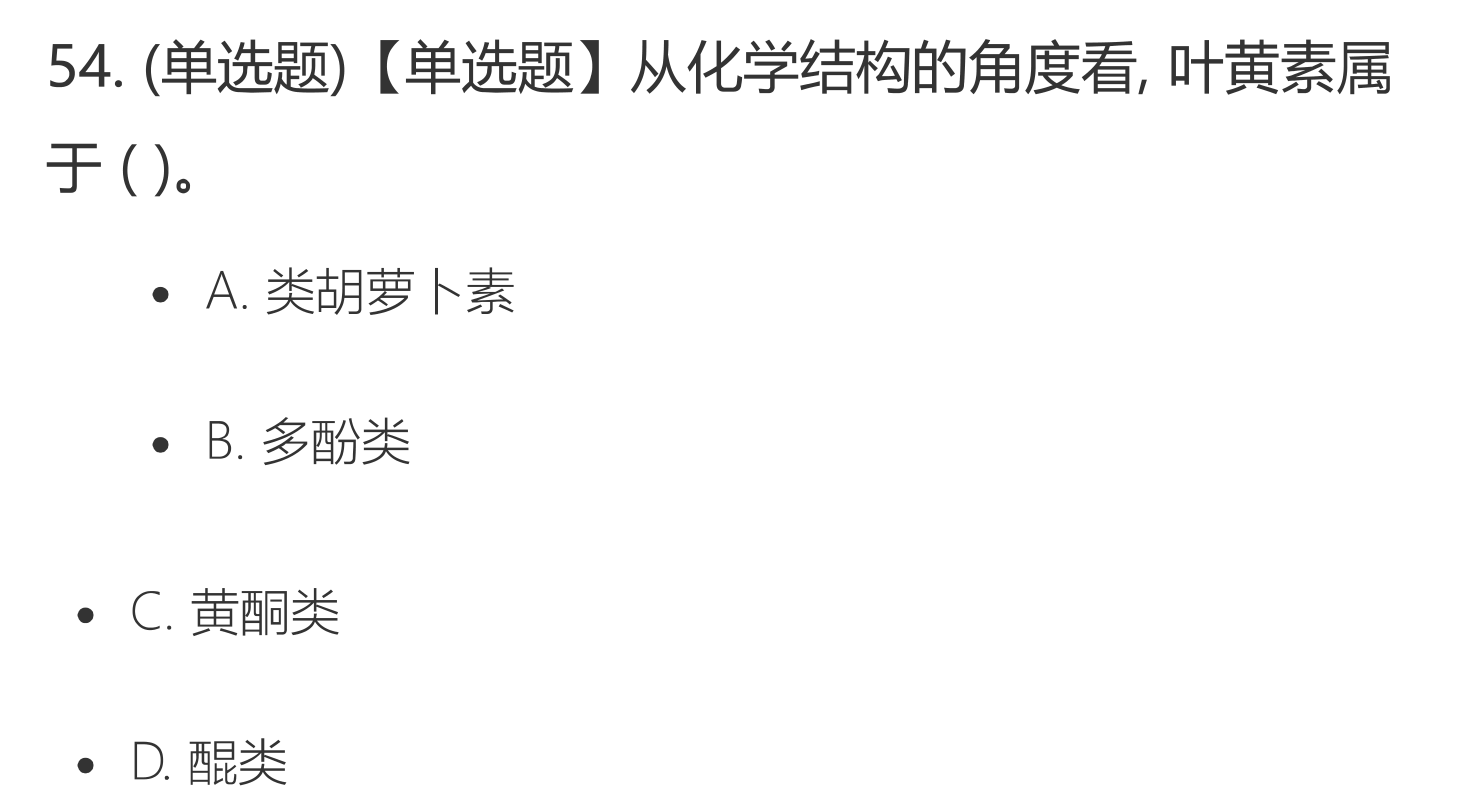 54. (单选题)【单选题】从化学结构的角度看, 叶黄素属
于 ( )。
A. 类胡萝卜素
B. 多酚类
C. 黄酮类
D. 醌类